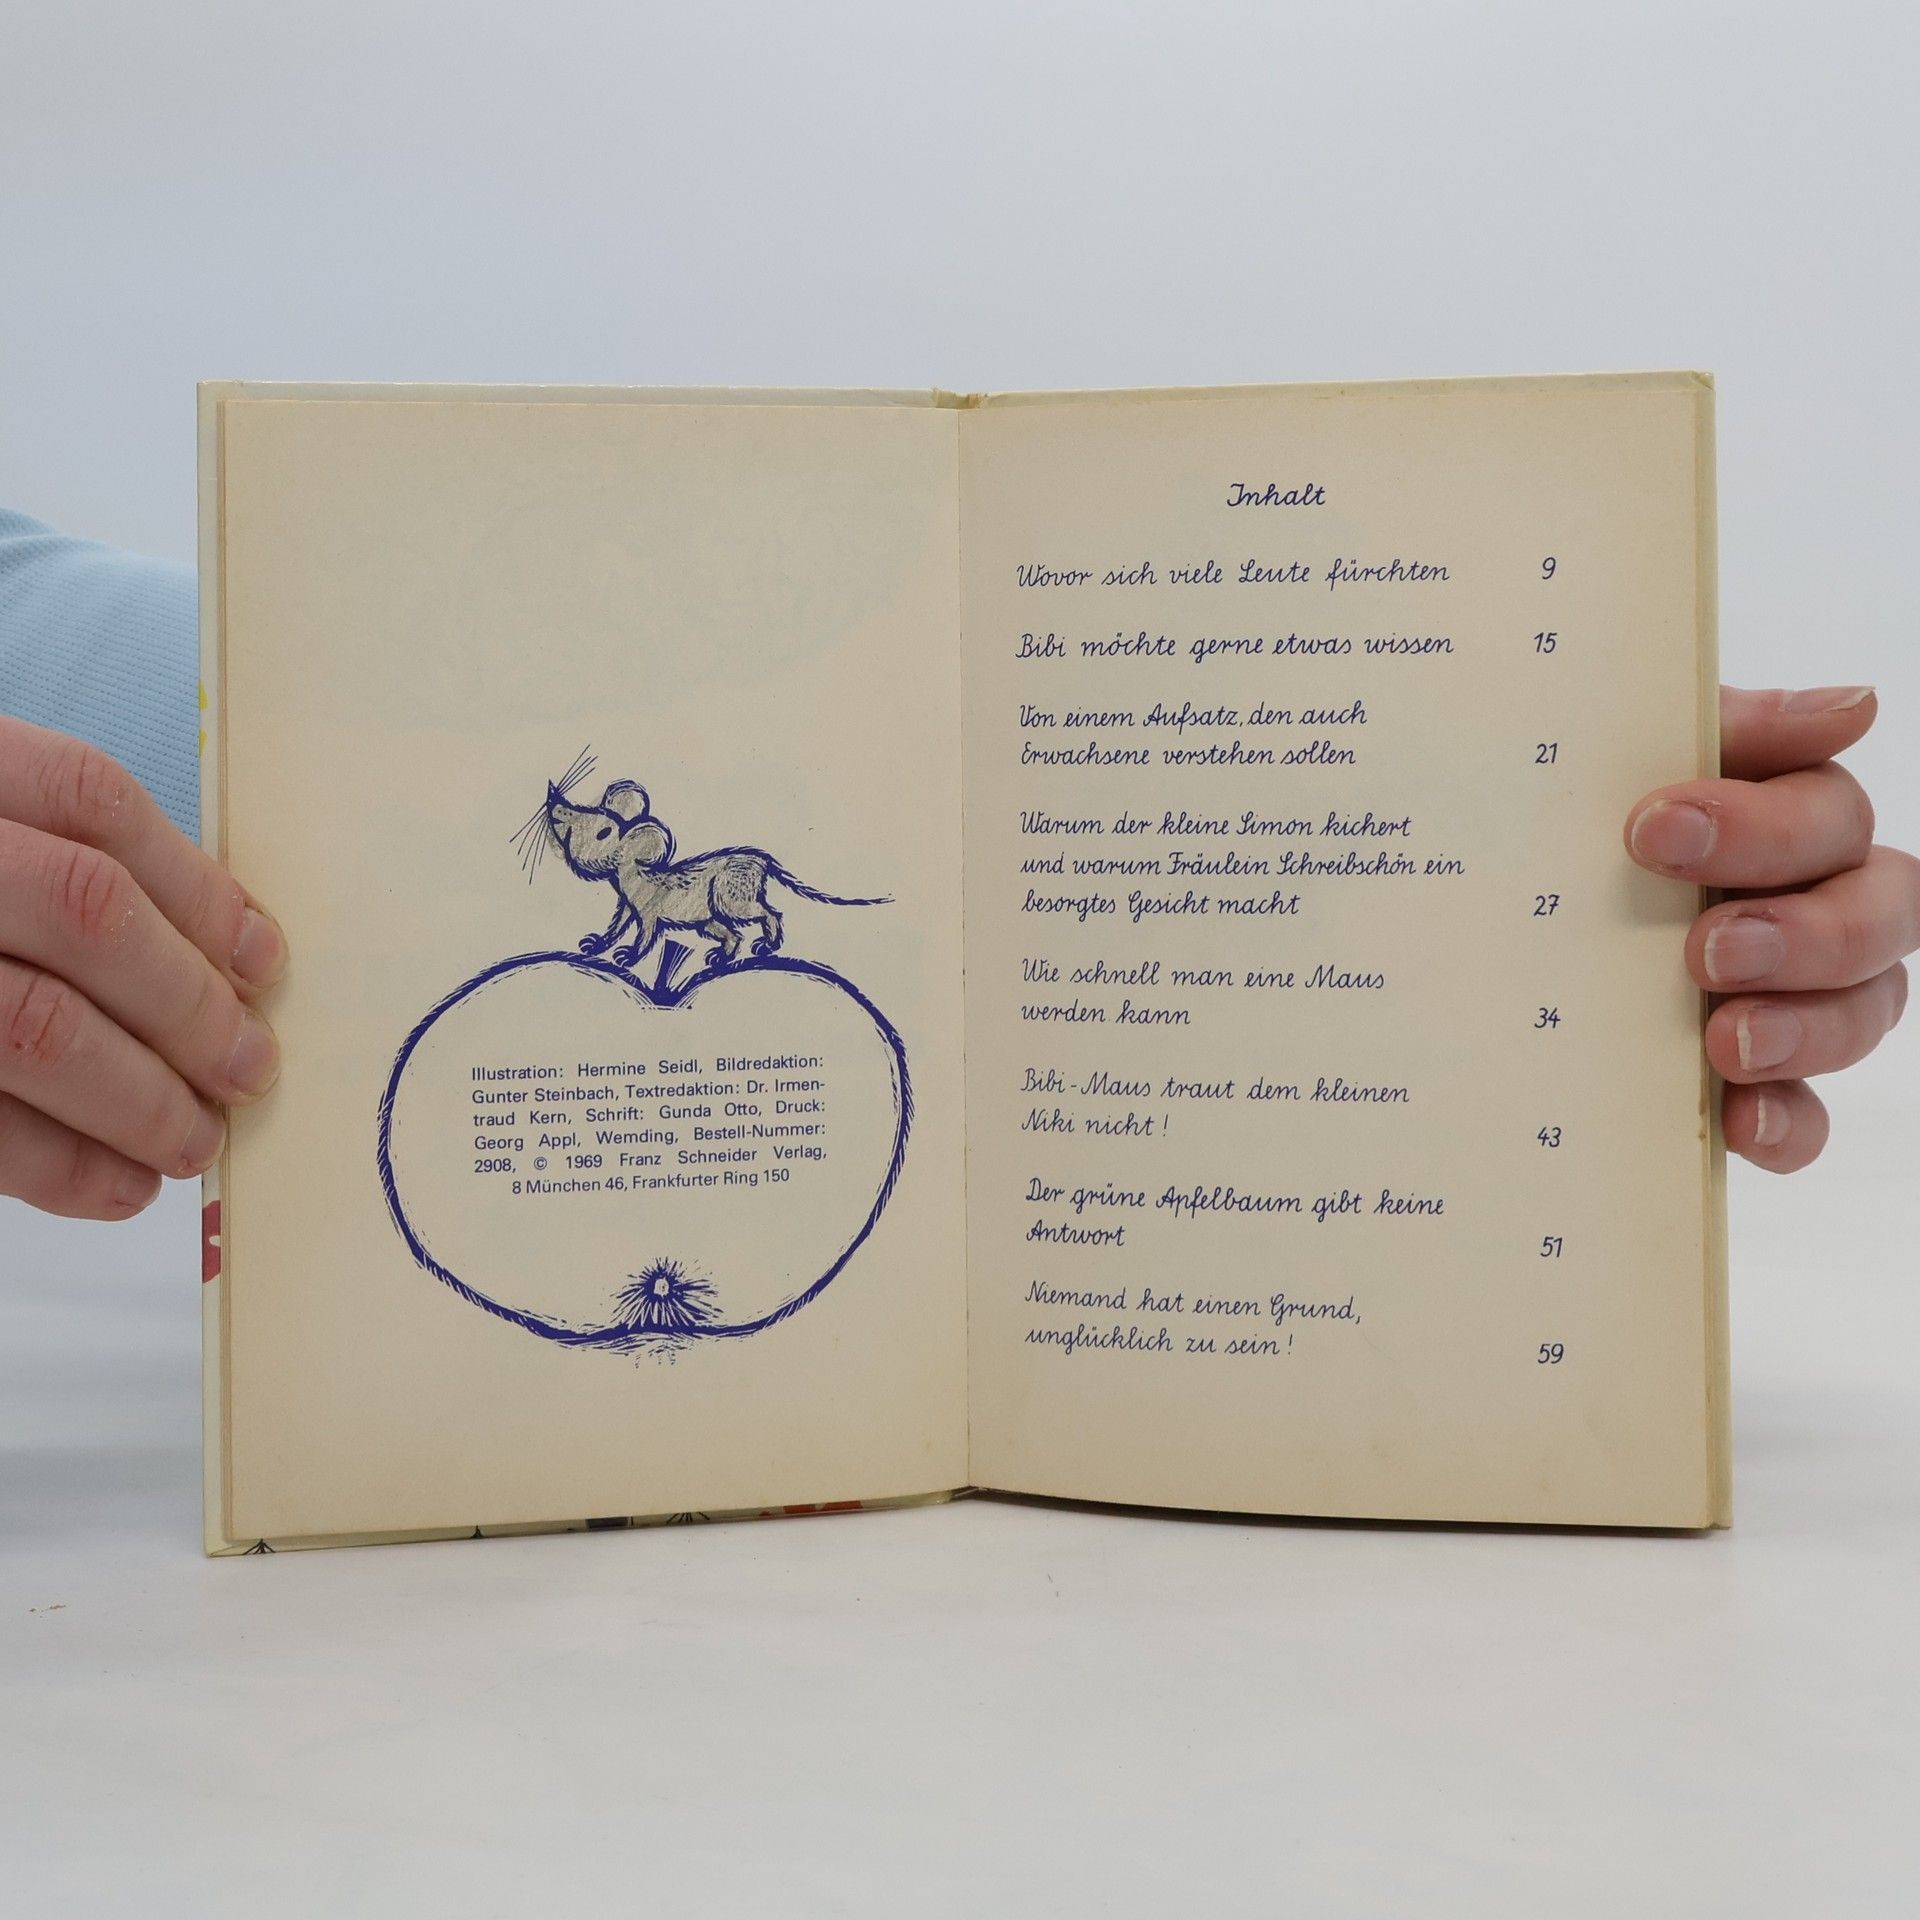 Illustration: Hermine Seidl, Bildredaktion:
Gunter Steinbach, Textredaktion: Dr. Irmen-
traud Kern, Schrift: Gunda Otto, Druck:
Georg Appl, Wemding, Bestell-Nummer:
2908, © 1969 Franz Schneider Verlag,
8 München 46, Frankfurter Ring 150
Inhalt
Wovor sich viele Leute fürchten 9
Bibi möchte gerne etwas wissen 15
Von einem Aufsatz, den auch
Erwachsene verstehen sollen 21
Warum der kleine Simon kichert
und warum Fräulein Schreibschön ein
besorgtes Gesicht macht 27
Wie schnell man eine Maus
werden kann 34
Bibi-Maus traut dem kleinen
Niki nicht! 43
Der grüne Apfelbaum gibt keine
Antwort 51
Niemand hat einen Grund,
unglücklich zu sein! 59